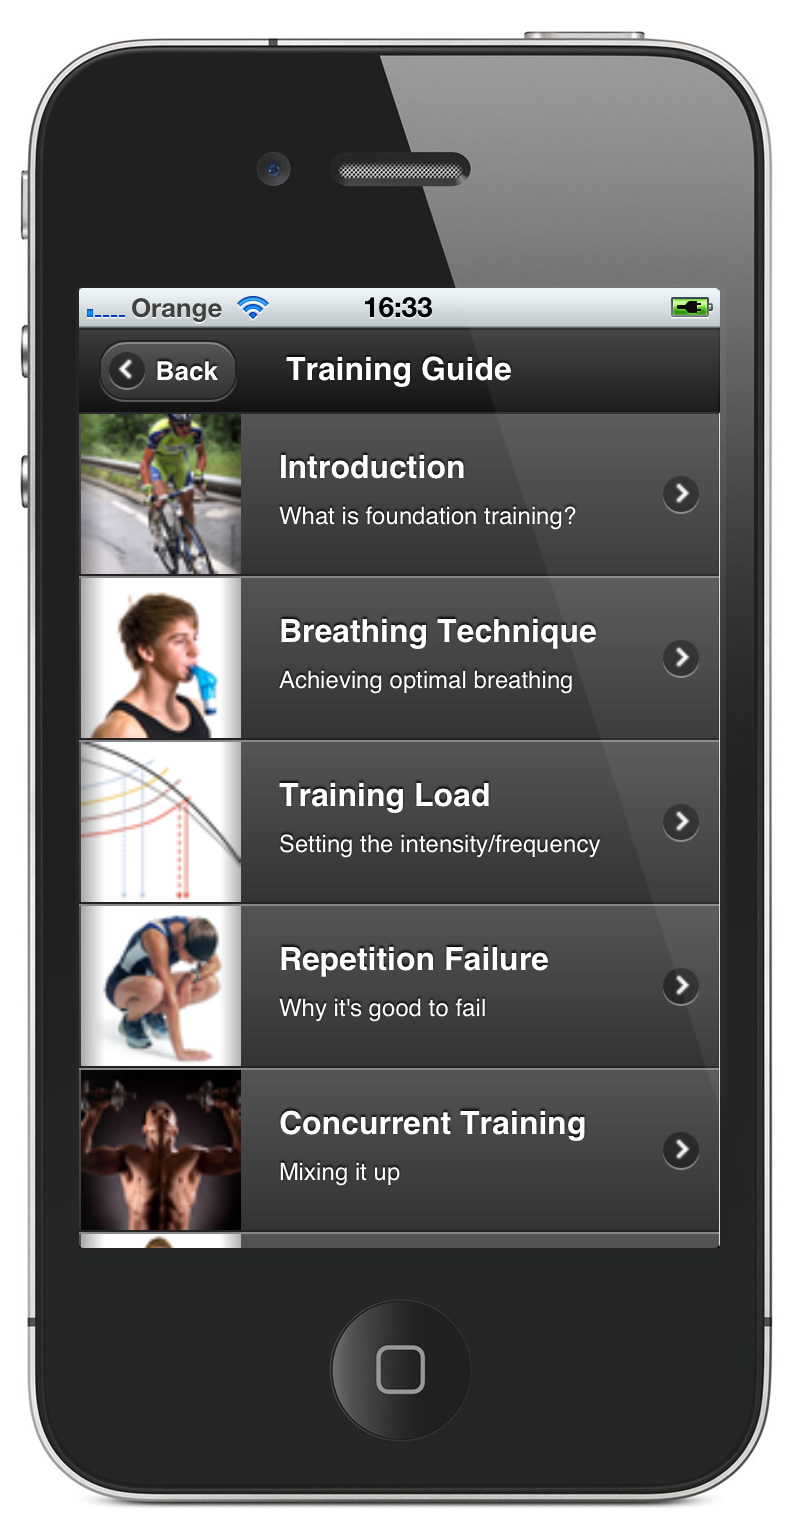 Orange 16:33
Back Training Guide
Introduction
What is foundation training?
Breathing Technique
Achieving optimal breathing
Training Load
Setting the intensity/frequency
Repetition Failure
Why it's good to fail
Concurrent Training
Mixing it up